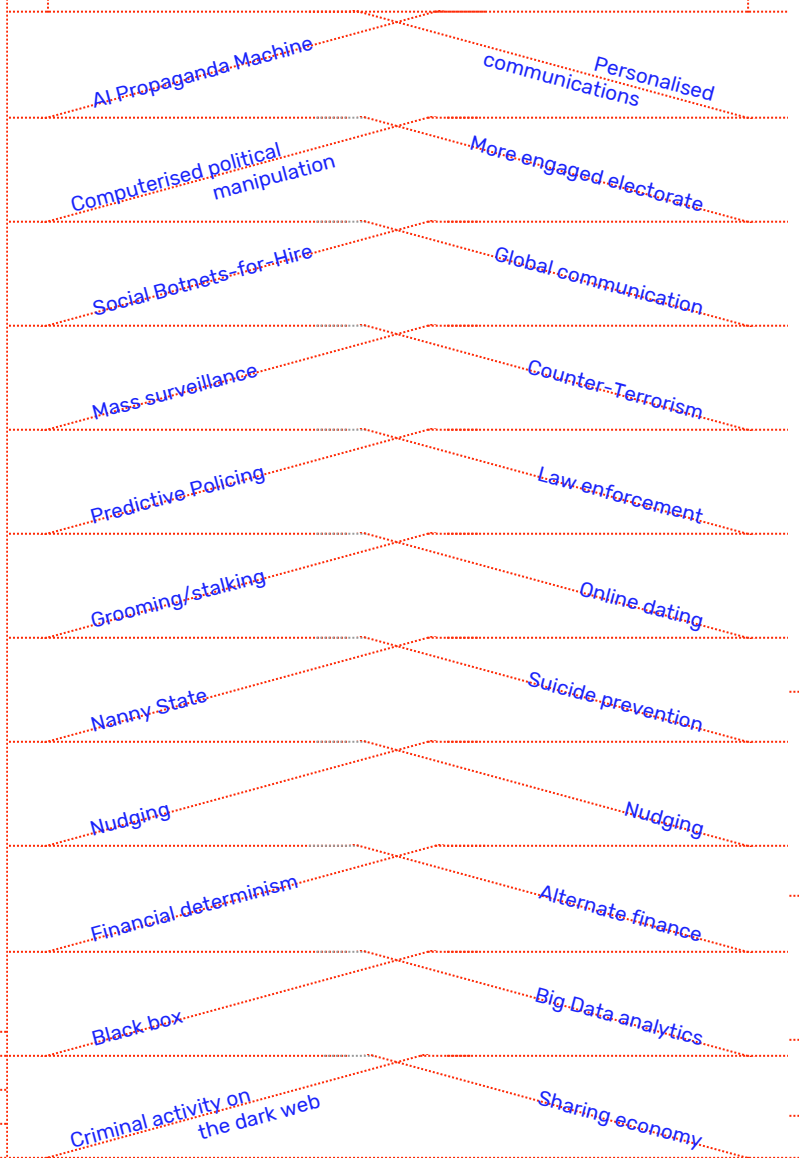 AI Propaganda Machine
Personalised
communications
Computerised political
manipulation
More engaged electorate
Social Botnets-for-Hire
Global communication
Mass surveillance
Counter-Terrorism
Predictive Policing
Law enforcement
Grooming/stalking
Online dating
Nanny State
Suicide prevention
Nudging
Nudging
Financial determinism
Alternate finance
Black box
Big Data analytics
Criminal activity on
the dark web
Sharing economy